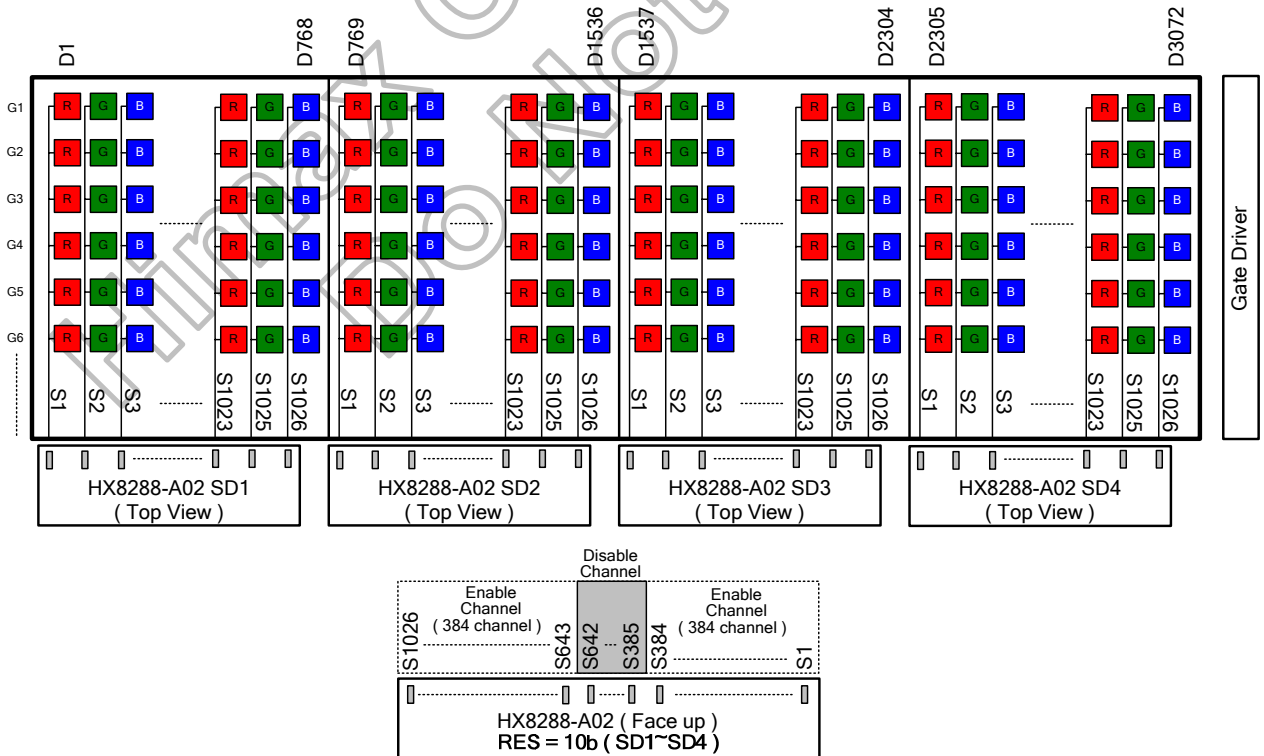 D1 D768 D769 D1536 D1537 D2304 D2305 D3072
G1 R G B R G B R G B R G B R G B R G B R G B R G B
G2 R G B R G B R G B R G B R G B R G B R G B R G B
G3 R G B R G B R G B R G B R G B R G B R G B R G B
G4 R G B R G B R G B R G B R G B R G B R G B R G B
G5 R G B R G B R G B R G B R G B R G B R G B R G B
G6 R G B R G B R G B R G B R G B R G B R G B R G B
Gate Driver
S1 S2 S3 S1023 S1025 S1026 S1 S2 S3 S1023 S1025 S1026 S1 S2 S3 S1023 S1025 S1026 S1 S2 S3 S1023 S1025 S1026
HX8288-A02 SD1 HX8288-A02 SD2 HX8288-A02 SD3 HX8288-A02 SD4
( Top View ) ( Top View ) ( Top View ) ( Top View )
Himax
Do Not
Disable
Channel
Enable
Channel
( 384 channel )
Enable
Channel
( 384 channel )
S1026 S643 S642 S385 S384 S1
HX8288-A02 ( Face up )
RES = 10b ( SD1~SD4 )